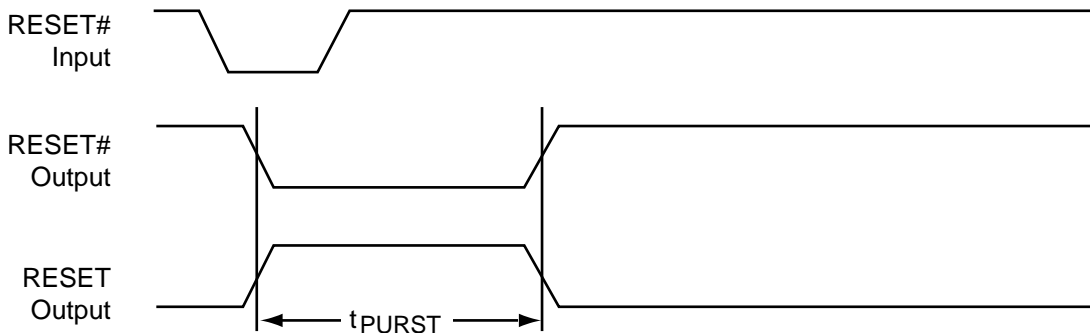 RESET#
Input
RESET#
Output
RESET
Output
tPURST